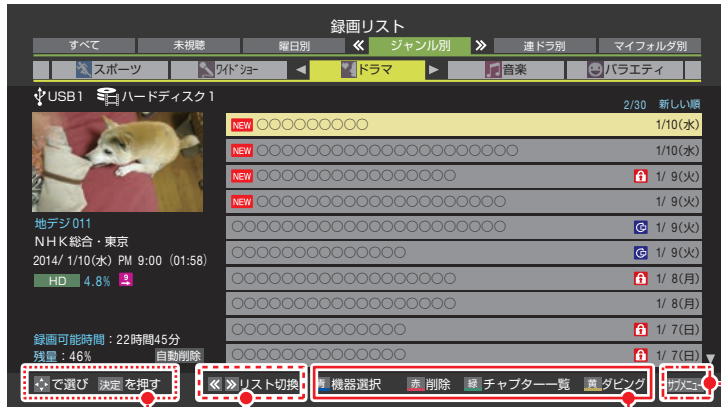 録画リスト
すべて 未視聴 曜日別 ≪ ジャンル別 ≫ 連ドラ別 マイフォルダ別
スポーツ ワイドショー ◀ ドラマ ▶ 音楽 バラエティ
USB1 ハードディスク1
2/30 新しい順
NEW ○○○○○○○○○ 1/10(水)
NEW ○○○○○○○○○○○○○○○○○○○○○ 1/10(水)
NEW ○○○○○○○○○○○○○○○○ 1/ 9(火)
NEW ○○○○○○○○○○○○○○○○○○○○ 1/ 9(火)
○○○○○○○○○○○○○○○○○○○○○○ 1/ 9(火)
○○○○○○○○○○○○○○ 1/ 9(火)
○○○○○○○○○○○○○○○○○○ 1/ 8(月)
○○○○○○○○○○○○○○○○○○ 1/ 8(月)
○○○○○○○○○○○○○○ 1/ 7(日)
○○○○○○○○○○○○○○ 1/ 7(日)
地デジ011
NHK総合・東京
2014/ 1/10(水) PM 9:00 (01:58)
HD 4.8% 9
録画可能時間：22時間45分
残量：46% 自動削除
で選び 決定 を押す ≪ ≫ リスト切換 青 機器選択 赤 削除 緑 チャプター一覧 黄 ダビング サブメニュー